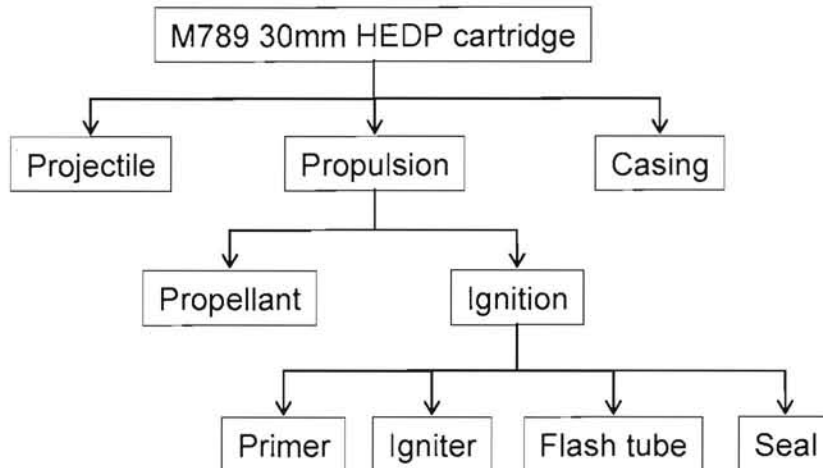 M789 30mm HEDP cartridge
Projectile
Propulsion
Casing
Propellant
Ignition
Primer
Igniter
Flash tube
Seal